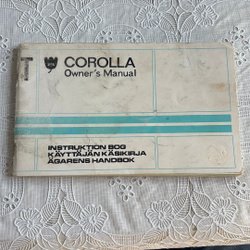 T
COROLLA
Owner's Manual
INSTRUKTION BOG
KÄYTTÄJÄN KÄSIKIRJA
ÄGARENS HANDBOK